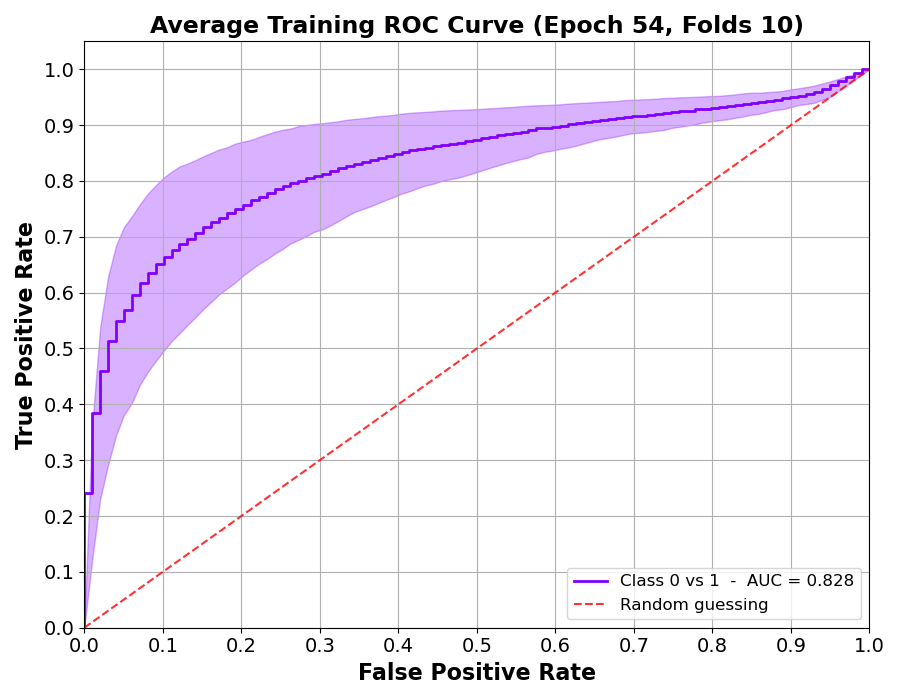 Average Training ROC Curve (Epoch 54, Folds 10)
True Positive Rate
1.0
0.9
0.8
0.7
0.6
0.5
0.4
0.3
0.2
0.1
0.0
0.0 0.1 0.2 0.3 0.4 0.5 0.6 0.7 0.8 0.9 1.0
False Positive Rate
Class 0 vs 1 - AUC = 0.828
Random guessing